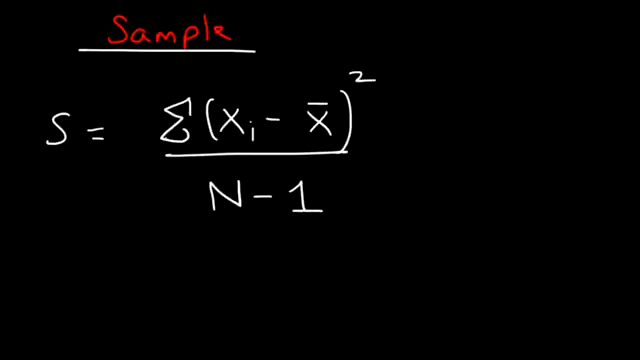 Sample
S = Σ(xᵢ - x̄)²
N - 1